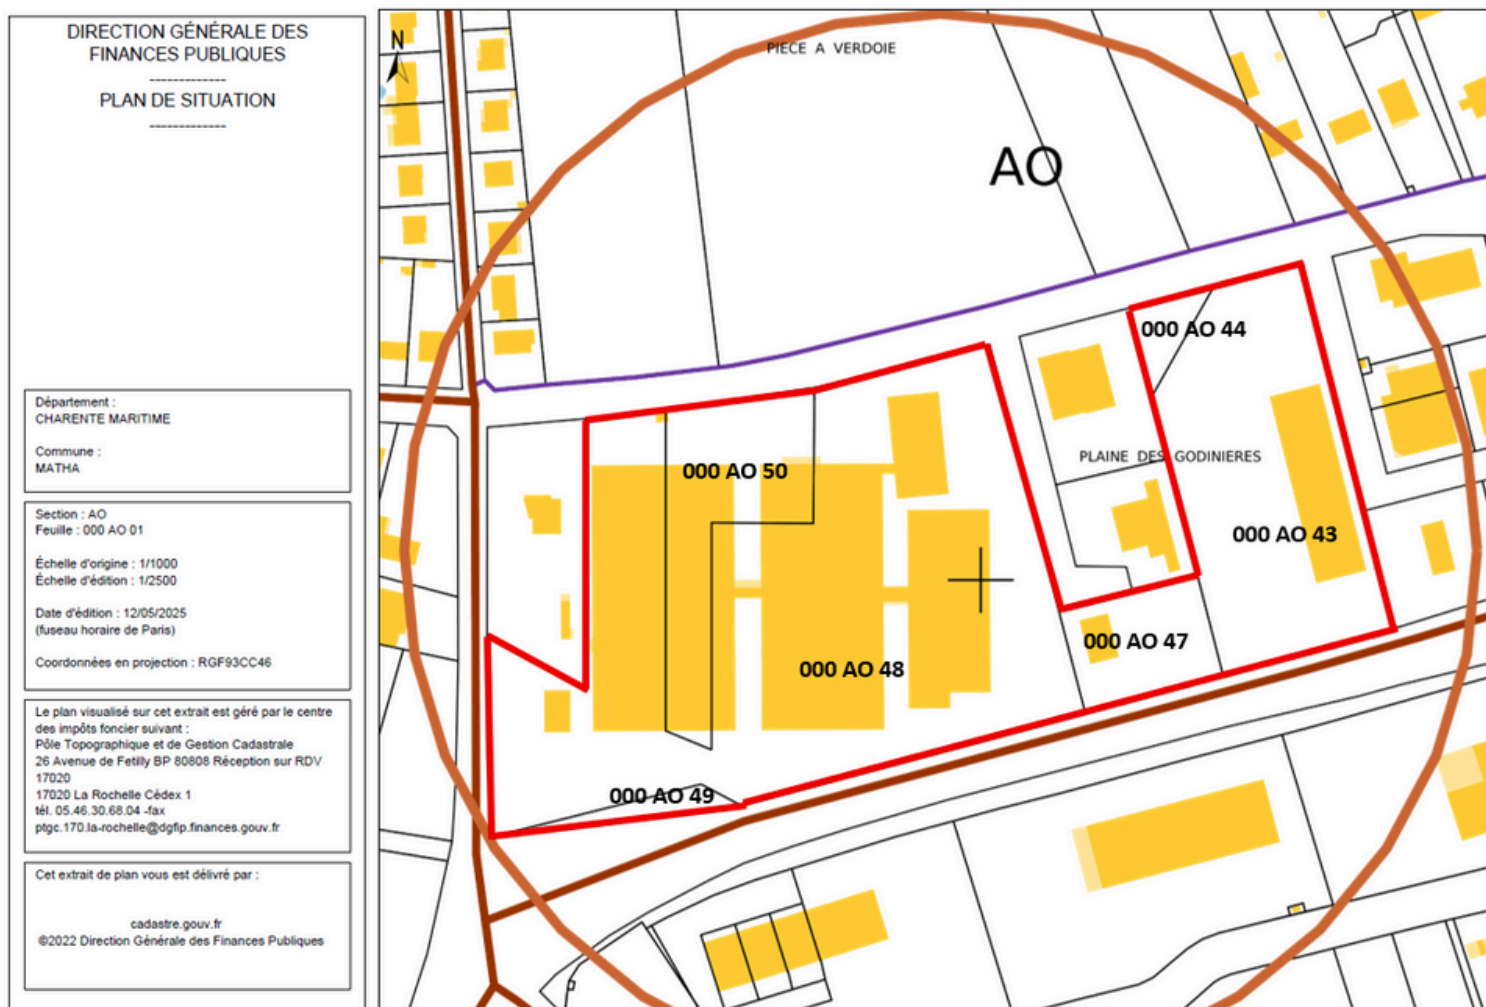 DIRECTION GÉNÉRALE DES
FINANCES PUBLIQUES
-------------
PLAN DE SITUATION
-------------
Département :
CHARENTE MARITIME
Commune :
MATHA
Section : AO
Feuille : 000 AO 01
Échelle d'origine : 1/1000
Échelle d'édition : 1/2500
Date d'édition : 12/05/2025
(fuseau horaire de Paris)
Coordonnées en projection : RGF93CC46
Le plan visualisé sur cet extrait est géré par le centre
des impôts foncier suivant :
Pôle Topographique et de Gestion Cadastrale
26 Avenue de Fetilly BP 80808 Réception sur RDV
17020
17020 La Rochelle Cédex 1
tél. 05.46.30.68.04 -fax
ptgc.170.la-rochelle@dgfip.finances.gouv.fr
Cet extrait de plan vous est délivré par :
cadastre.gouv.fr
©2022 Direction Générale des Finances Publiques
N
PIECE A VERDOIE
AO
000 AO 44
PLAINE DES GODINIERES
000 AO 50
000 AO 43
000 AO 47
000 AO 48
000 AO 49